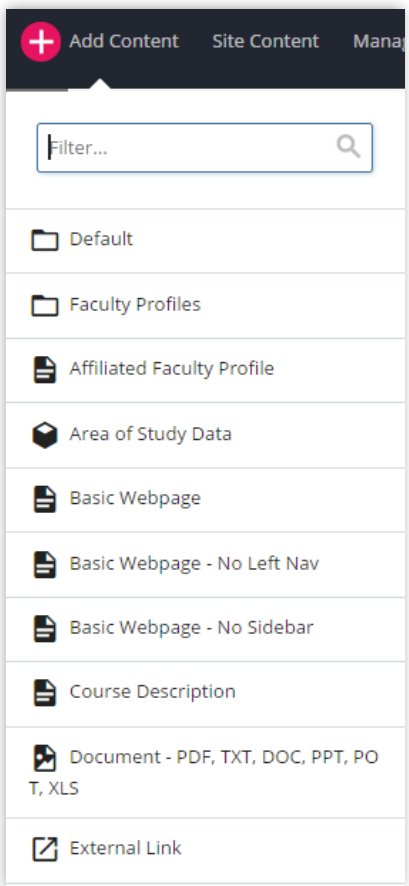 Add Content Site Content
Filter...
Default
Faculty Profiles
Affiliated Faculty Profile
Area of Study Data
Basic Webpage
Basic Webpage - No Left Nav
Basic Webpage - No Sidebar
Course Description
Document - PDF, TXT, DOC, PPT, PO
T, XLS
External Link